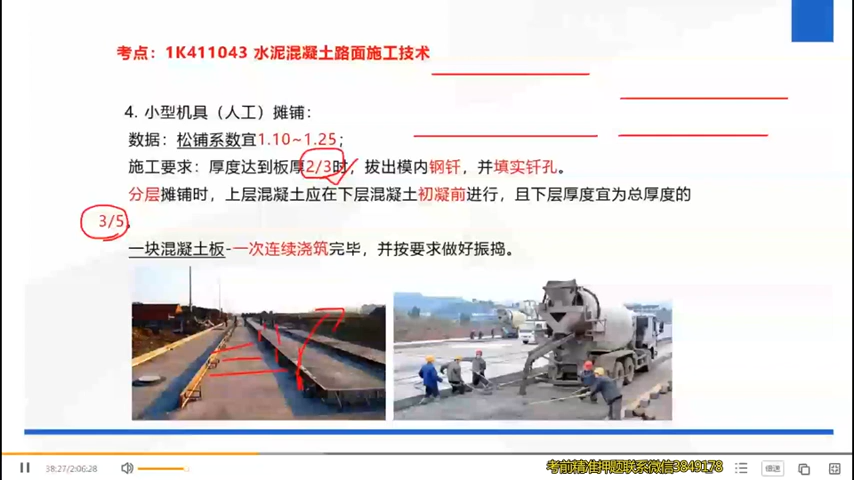 考点：1K411043 水泥混凝土路面施工技术
4. 小型机具（人工）摊铺：
数据：松铺系数宜1.10~1.25；
施工要求：厚度达到板厚2/3时，拔出模内钢钎，并填实钎孔。
分层摊铺时，上层混凝土应在下层混凝土初凝前进行，且下层厚度宜为总厚度的
3/5。
一块混凝土板-一次连续浇筑完毕，并按要求做好振捣。
38:27/2:06:28
考前精准押题联系微信3849178
倍速